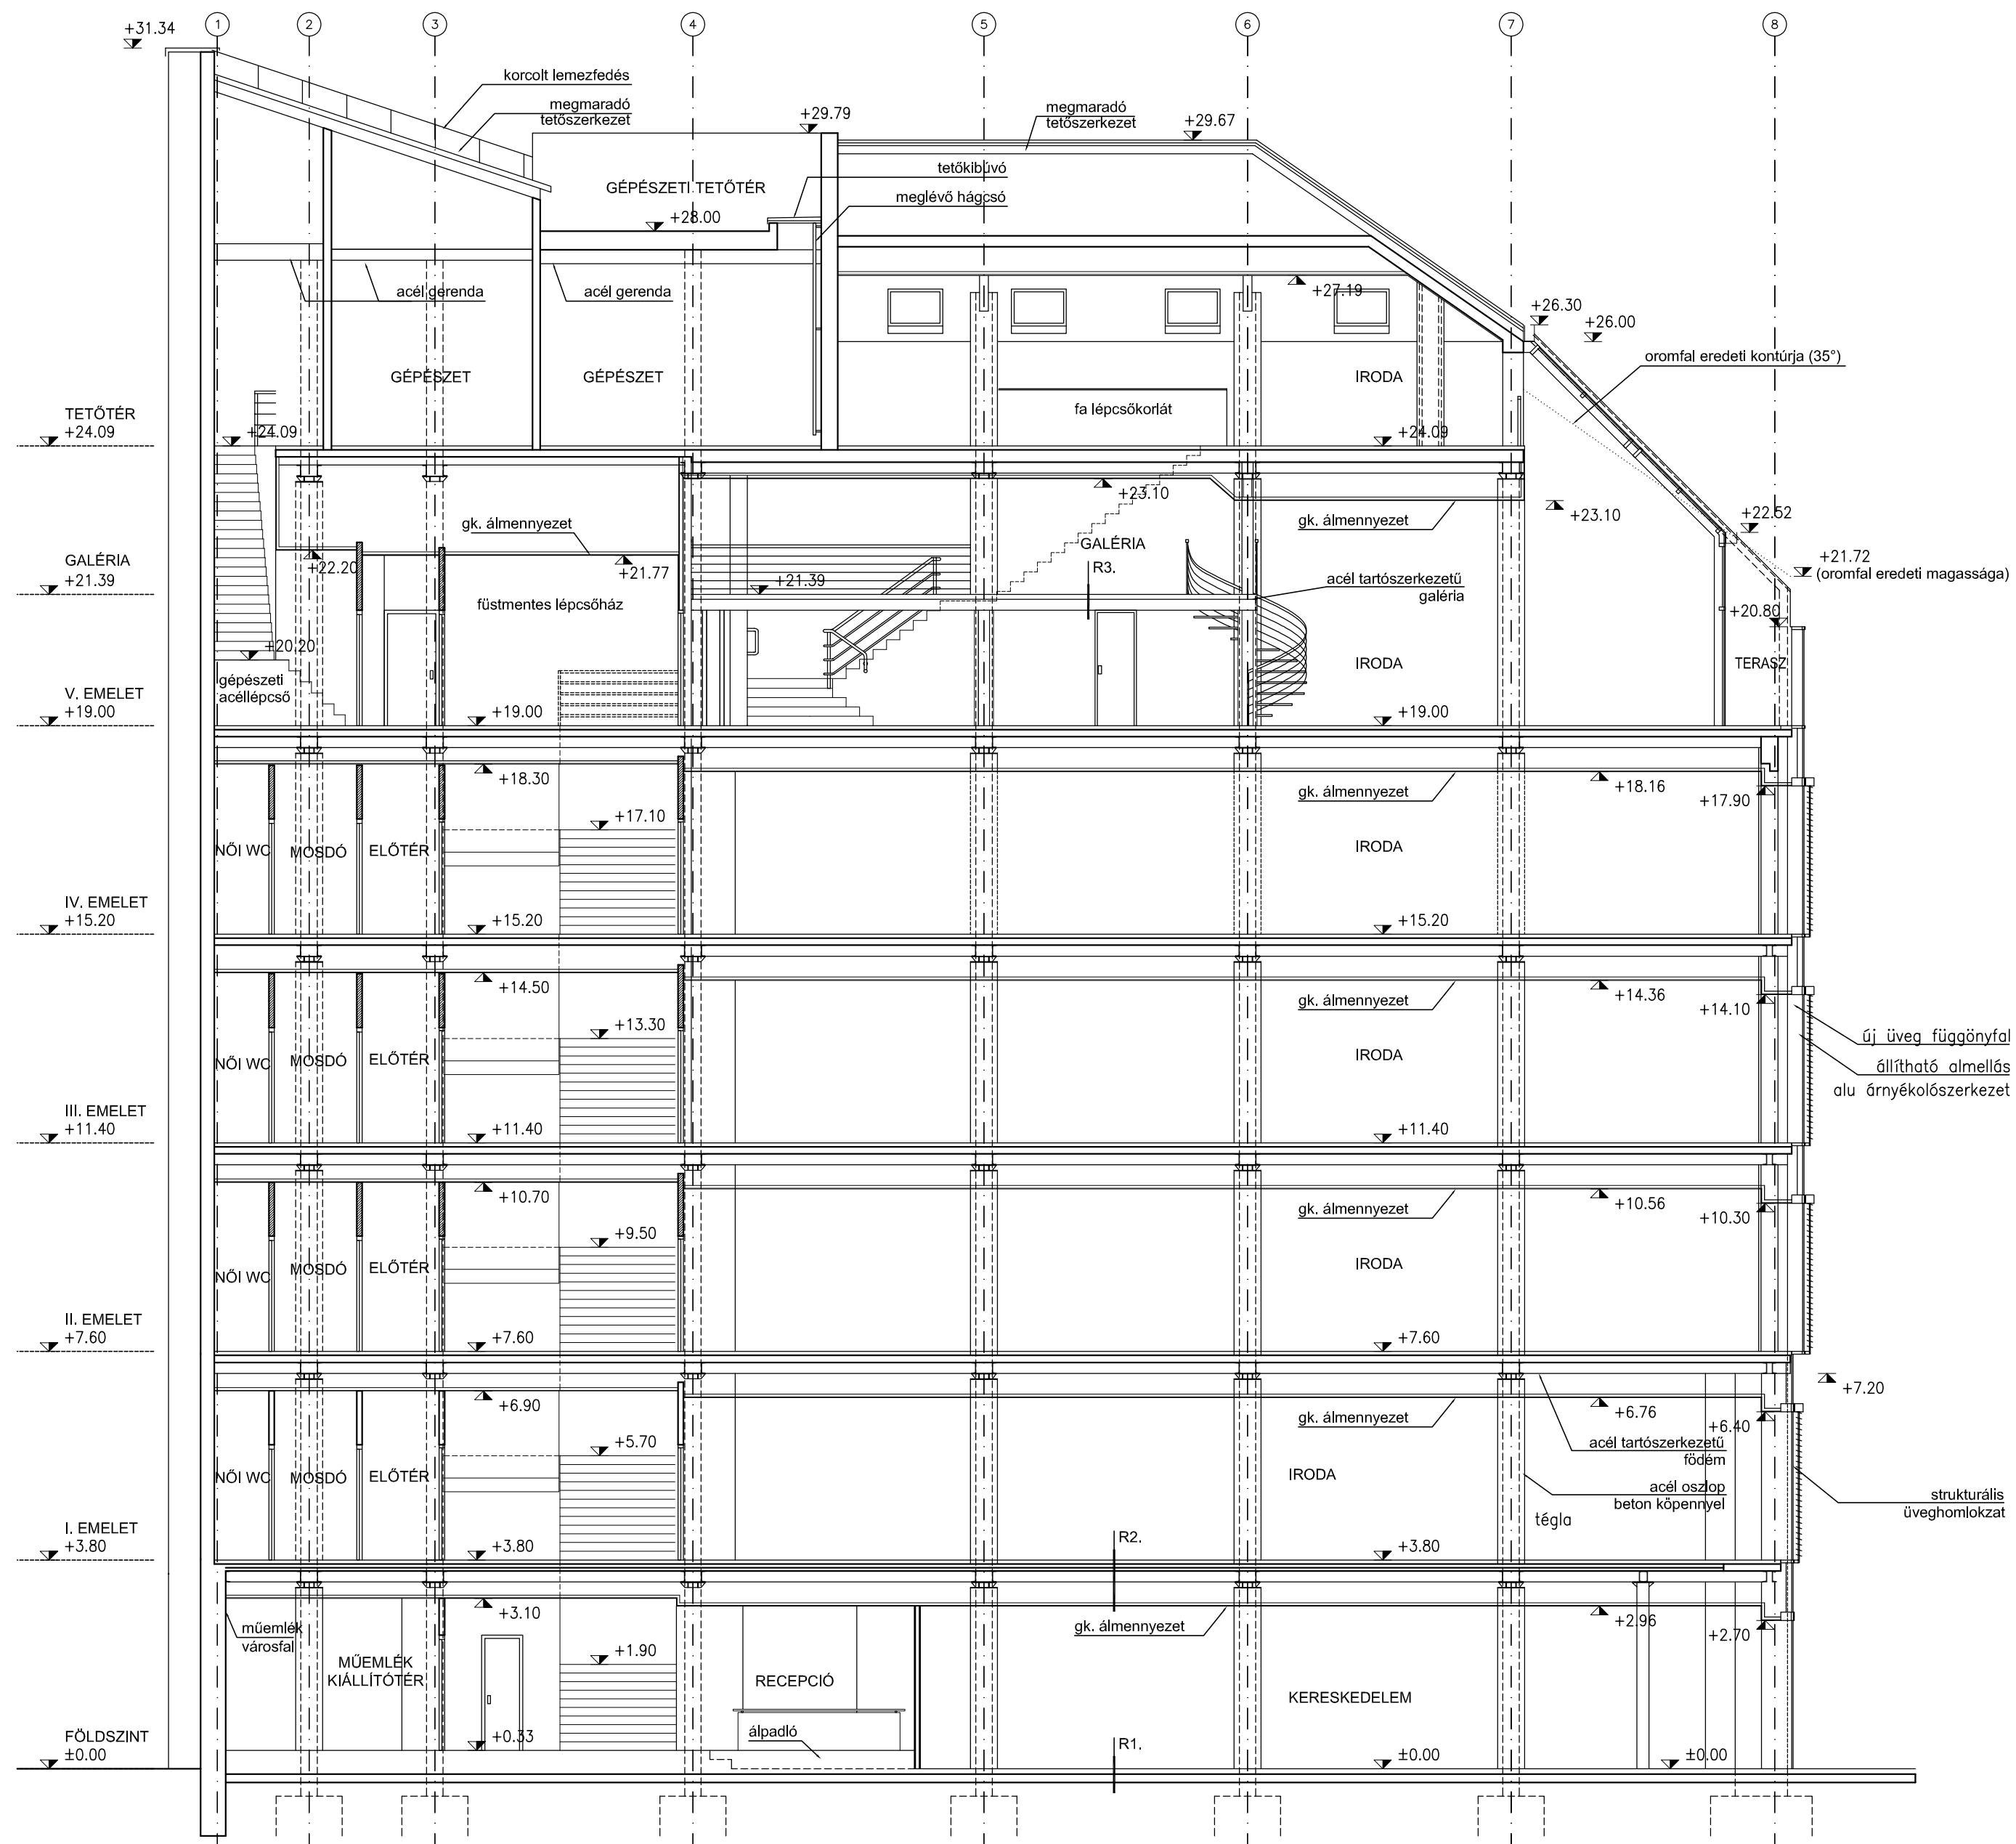 1 2 3 4 5 6 7 8
+31.34
korcolt lemezfedés
megmaradó
tetőszerkezet
+29.79
megmaradó
tetőszerkezet
+29.67
tetőkibúvó
GÉPÉSZETI TETŐTÉR
meglévő hágcsó
+28.00
acél gerenda
acél gerenda
+27.19
+26.30
+26.00
oromfal eredeti kontúrja (35°)
GÉPÉSZET
GÉPÉSZET
IRODA
fa lépcsőkorlát
TETŐTÉR
+24.09
+24.09
+24.09
+23.10
gk. álmennyezet
gk. álmennyezet
+23.10
+22.52
GALÉRIA
GALÉRIA
+21.39
+22.20
+21.77
+21.39
R3.
acél tartószerkezetű
galéria
+21.72
(oromfal eredeti magassága)
füstmentes lépcsőház
+20.80
+20.20
IRODA
TERASZ
gépészeti
acéllépcső
V. EMELET
+19.00
+19.00
+19.00
+18.30
gk. álmennyezet
+18.16
+17.90
+17.10
NŐI WC
MOSDÓ
ELŐTÉR
IRODA
IV. EMELET
+15.20
+15.20
+15.20
+14.50
gk. álmennyezet
+14.36
+14.10
+13.30
új üveg függönyfal
NŐI WC
MOSDÓ
ELŐTÉR
IRODA
állítható almellás
alu árnyékolószerkezet
III. EMELET
+11.40
+11.40
+11.40
+10.70
gk. álmennyezet
+10.56
+10.30
+9.50
NŐI WC
MOSDÓ
ELŐTÉR
IRODA
II. EMELET
+7.60
+7.60
+7.60
+7.20
+6.90
gk. álmennyezet
+6.76
+6.40
+5.70
acél tartószerkezetű
födém
NŐI WC
MOSDÓ
ELŐTÉR
IRODA
acél oszlop
beton köpennyel
tégla
strukturális
üveghomlokzat
I. EMELET
+3.80
+3.80
R2.
+3.80
+3.10
gk. álmennyezet
+2.96
+2.70
műemlék
városfal
+1.90
MŰEMLÉK
KIÁLLÍTÓTÉR
RECEPCIÓ
KERESKEDELEM
FÖLDSZINT
±0.00
+0.33
álpadló
R1.
±0.00
±0.00